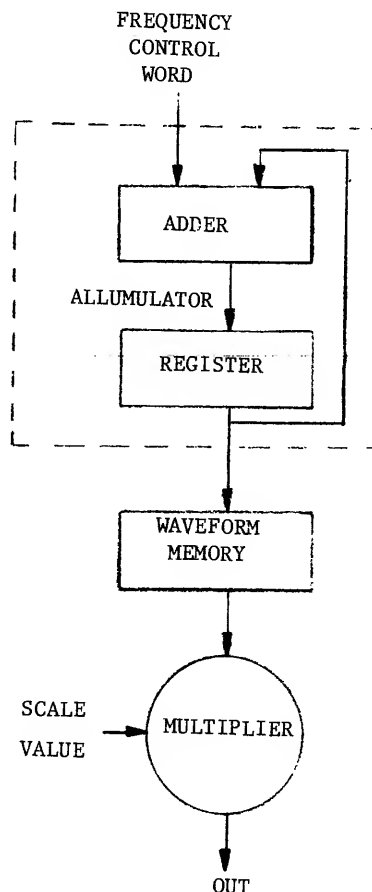 FREQUENCY
CONTROL
WORD
ADDER
ALLUMULATOR
REGISTER
WAVEFORM
MEMORY
SCALE
VALUE
MULTIPLIER
OUT